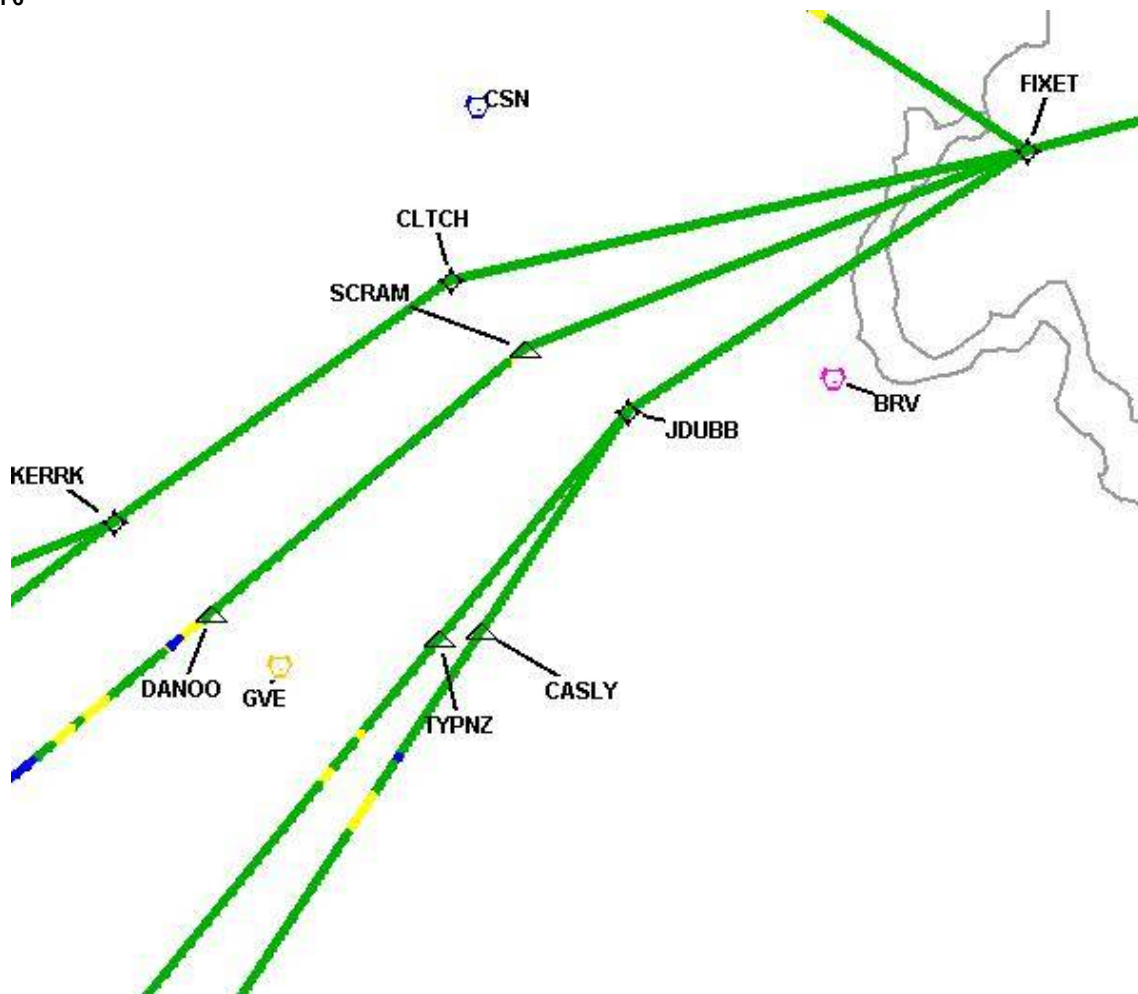 FIXET
CSN
CLTCH
SCRAM
BRV
JDUBB
KERRK
DANOO
GVE
CASLY
TYPNZ